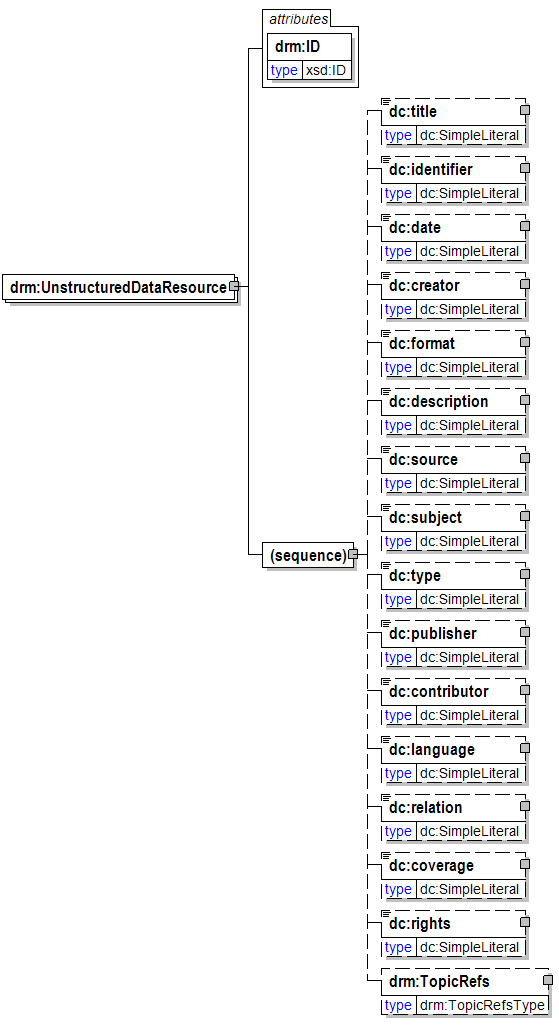 attributes
drm:ID
type xsd:ID
dc:title
type dc:SimpleLiteral
dc:identifier
type dc:SimpleLiteral
dc:date
type dc:SimpleLiteral
drm:UnstructuredDataResource
dc:creator
type dc:SimpleLiteral
dc:format
type dc:SimpleLiteral
dc:description
type dc:SimpleLiteral
dc:source
type dc:SimpleLiteral
dc:subject
type dc:SimpleLiteral
(sequence)
dc:type
type dc:SimpleLiteral
dc:publisher
type dc:SimpleLiteral
dc:contributor
type dc:SimpleLiteral
dc:language
type dc:SimpleLiteral
dc:relation
type dc:SimpleLiteral
dc:coverage
type dc:SimpleLiteral
dc:rights
type dc:SimpleLiteral
drm:TopicRefs
type drm:TopicRefsType